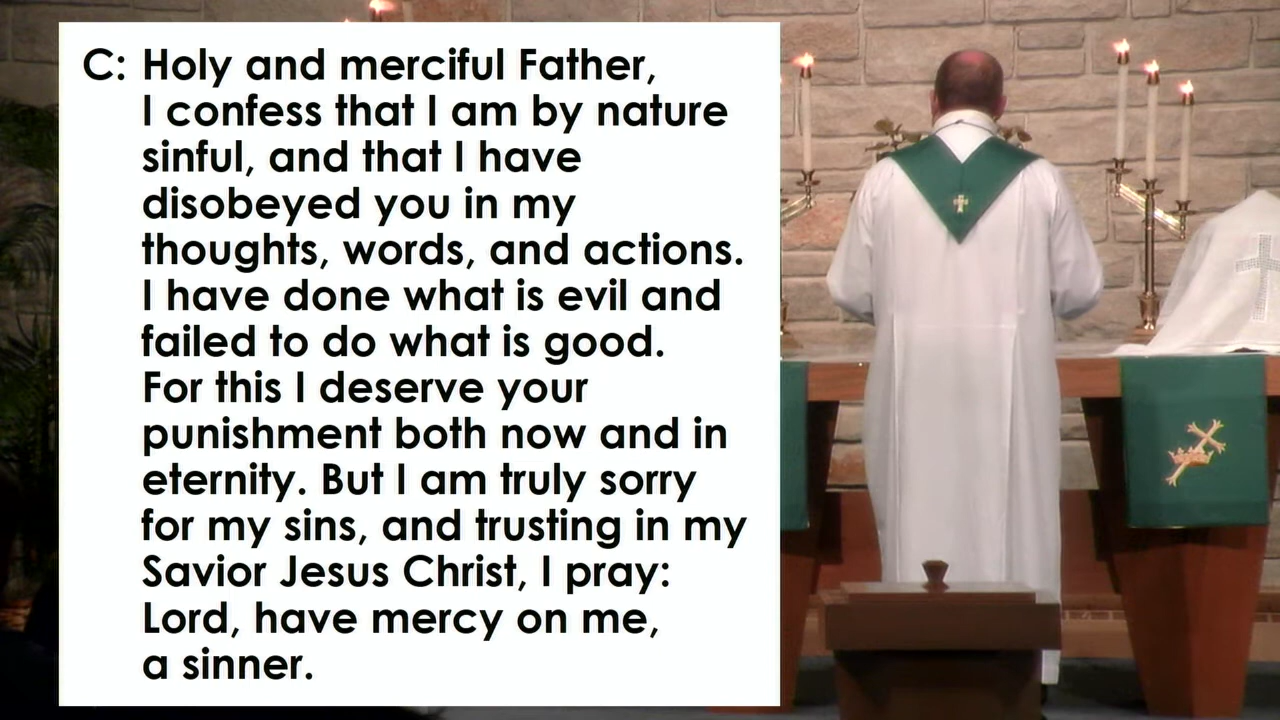 C: Holy and merciful Father,
I confess that I am by nature
sinful, and that I have
disobeyed you in my
thoughts, words, and actions.
I have done what is evil and
failed to do what is good.
For this I deserve your
punishment both now and in
eternity. But I am truly sorry
for my sins, and trusting in my
Savior Jesus Christ, I pray:
Lord, have mercy on me,
a sinner.